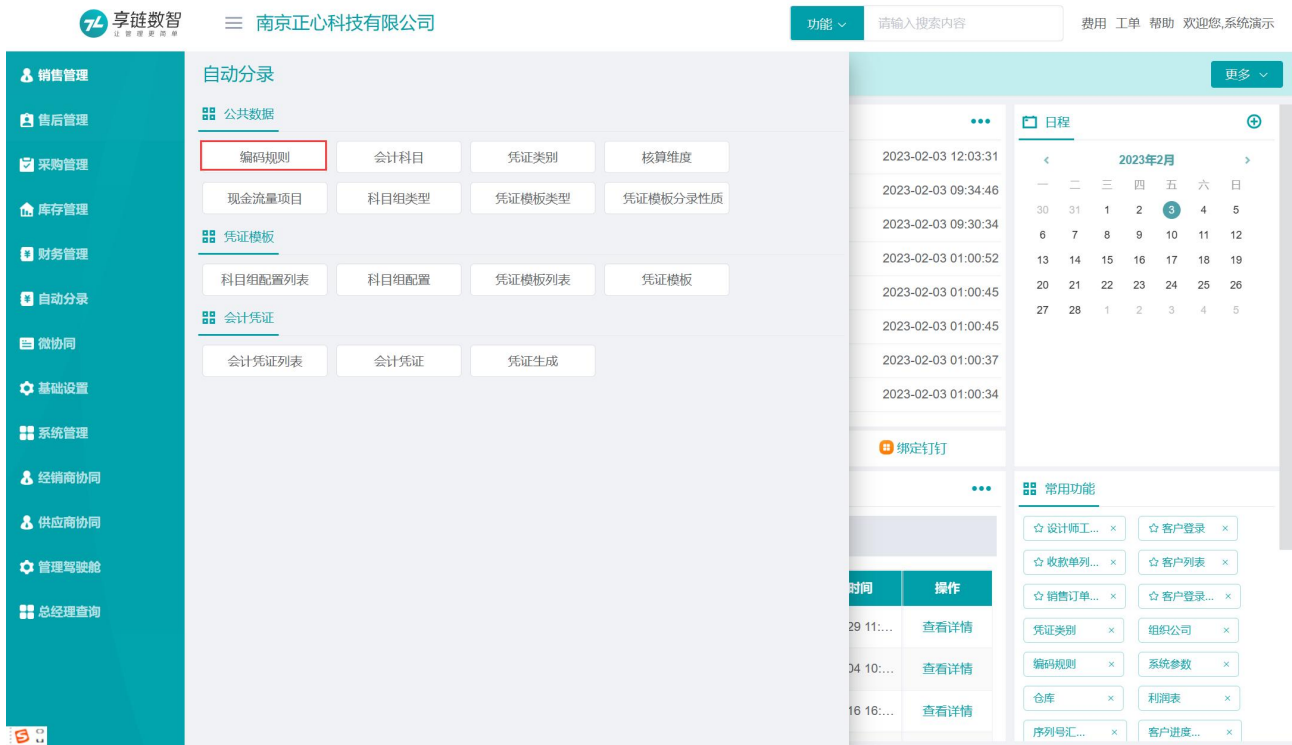 享链数智
让管理更简单
南京正心科技有限公司
功能
请输入搜索内容
费用 工单 帮助 欢迎您,系统演示
销售管理
售后管理
采购管理
库存管理
财务管理
自动分录
微协同
基础设置
系统管理
经销商协同
供应商协同
管理驾驶舱
总经理查询
自动分录
公共数据
编码规则 会计科目 凭证类别 核算维度
现金流量项目 科目组类型 凭证模板类型 凭证模板分录性质
凭证模板
科目组配置列表 科目组配置 凭证模板列表 凭证模板
会计凭证
会计凭证列表 会计凭证 凭证生成
更多
2023-02-03 12:03:31
2023-02-03 09:34:46
2023-02-03 09:30:34
2023-02-03 01:00:52
2023-02-03 01:00:45
2023-02-03 01:00:45
2023-02-03 01:00:37
2023-02-03 01:00:34
绑定钉钉
时间 操作
29 11:... 查看详情
04 10:... 查看详情
16 16:... 查看详情
日程
2023年2月
一 二 三 四 五 六 日
30 31 1 2 3 4 5
6 7 8 9 10 11 12
13 14 15 16 17 18 19
20 21 22 23 24 25 26
27 28 1 2 3 4 5
常用功能
设计师工... × 客户登录 ×
收款单列... × 客户列表 ×
销售订单... × 客户登录... ×
凭证类别 × 组织公司 ×
编码规则 × 系统参数 ×
仓库 × 利润表 ×
序列号汇... × 客户进度... ×